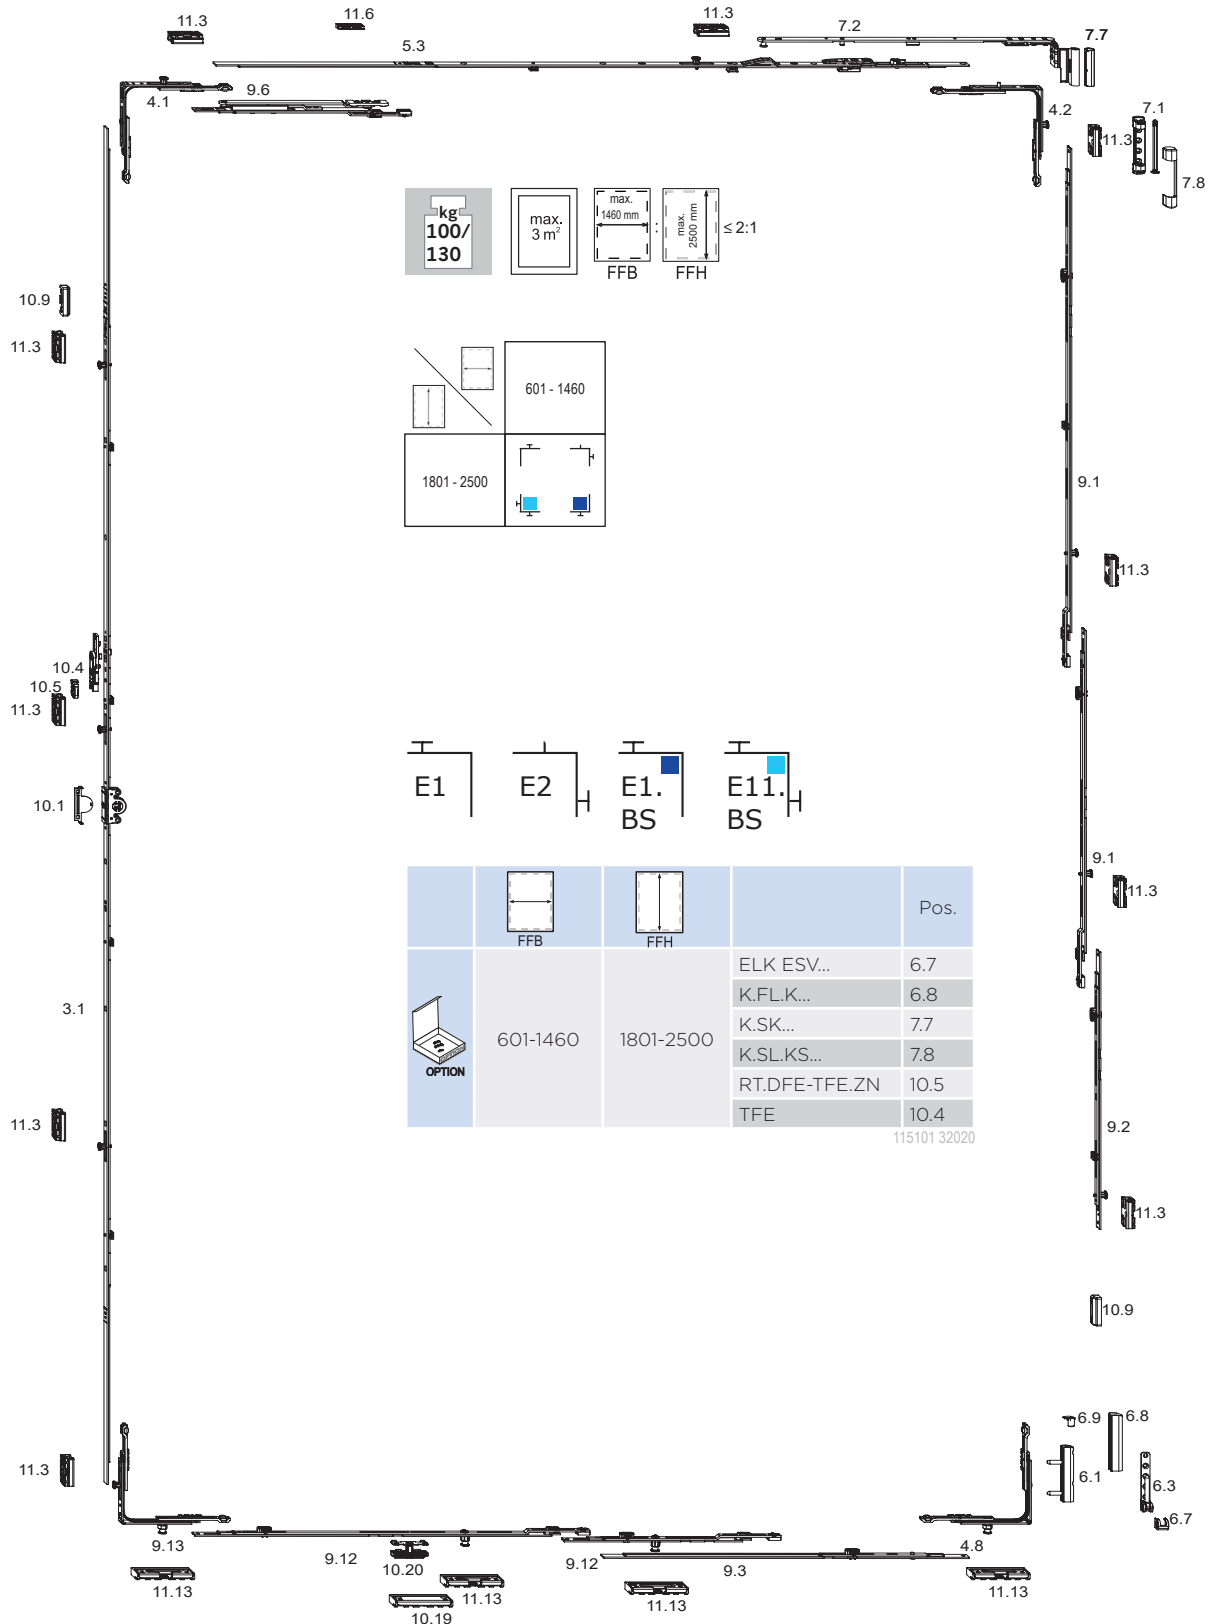 11.3
11.6
11.3
7.2
7.7
5.3
4.1
9.6
4.2
11.3
7.1
7.8
kg
100/
130
max.
3 m²
max.
1460 mm
:
max.
2500 mm
≤ 2:1
FFB
FFH
10.9
11.3
601 - 1460
1801 - 2500
9.1
11.3
10.4
10.5
11.3
10.1
E1
E2
E1.
BS
E11.
BS
9.1
11.3
FFB
FFH
Pos.
OPTION
601-1460
1801-2500
ELK ESV... 6.7
K.FL.K... 6.8
K.SK... 7.7
K.SL.KS... 7.8
RT.DFE-TFE.ZN 10.5
TFE 10.4
115101 32020
3.1
11.3
9.2
11.3
10.9
6.9
6.8
11.3
6.1
6.3
6.7
9.13
9.12
10.20
9.12
9.3
4.8
11.13
11.13
11.13
11.13
10.19